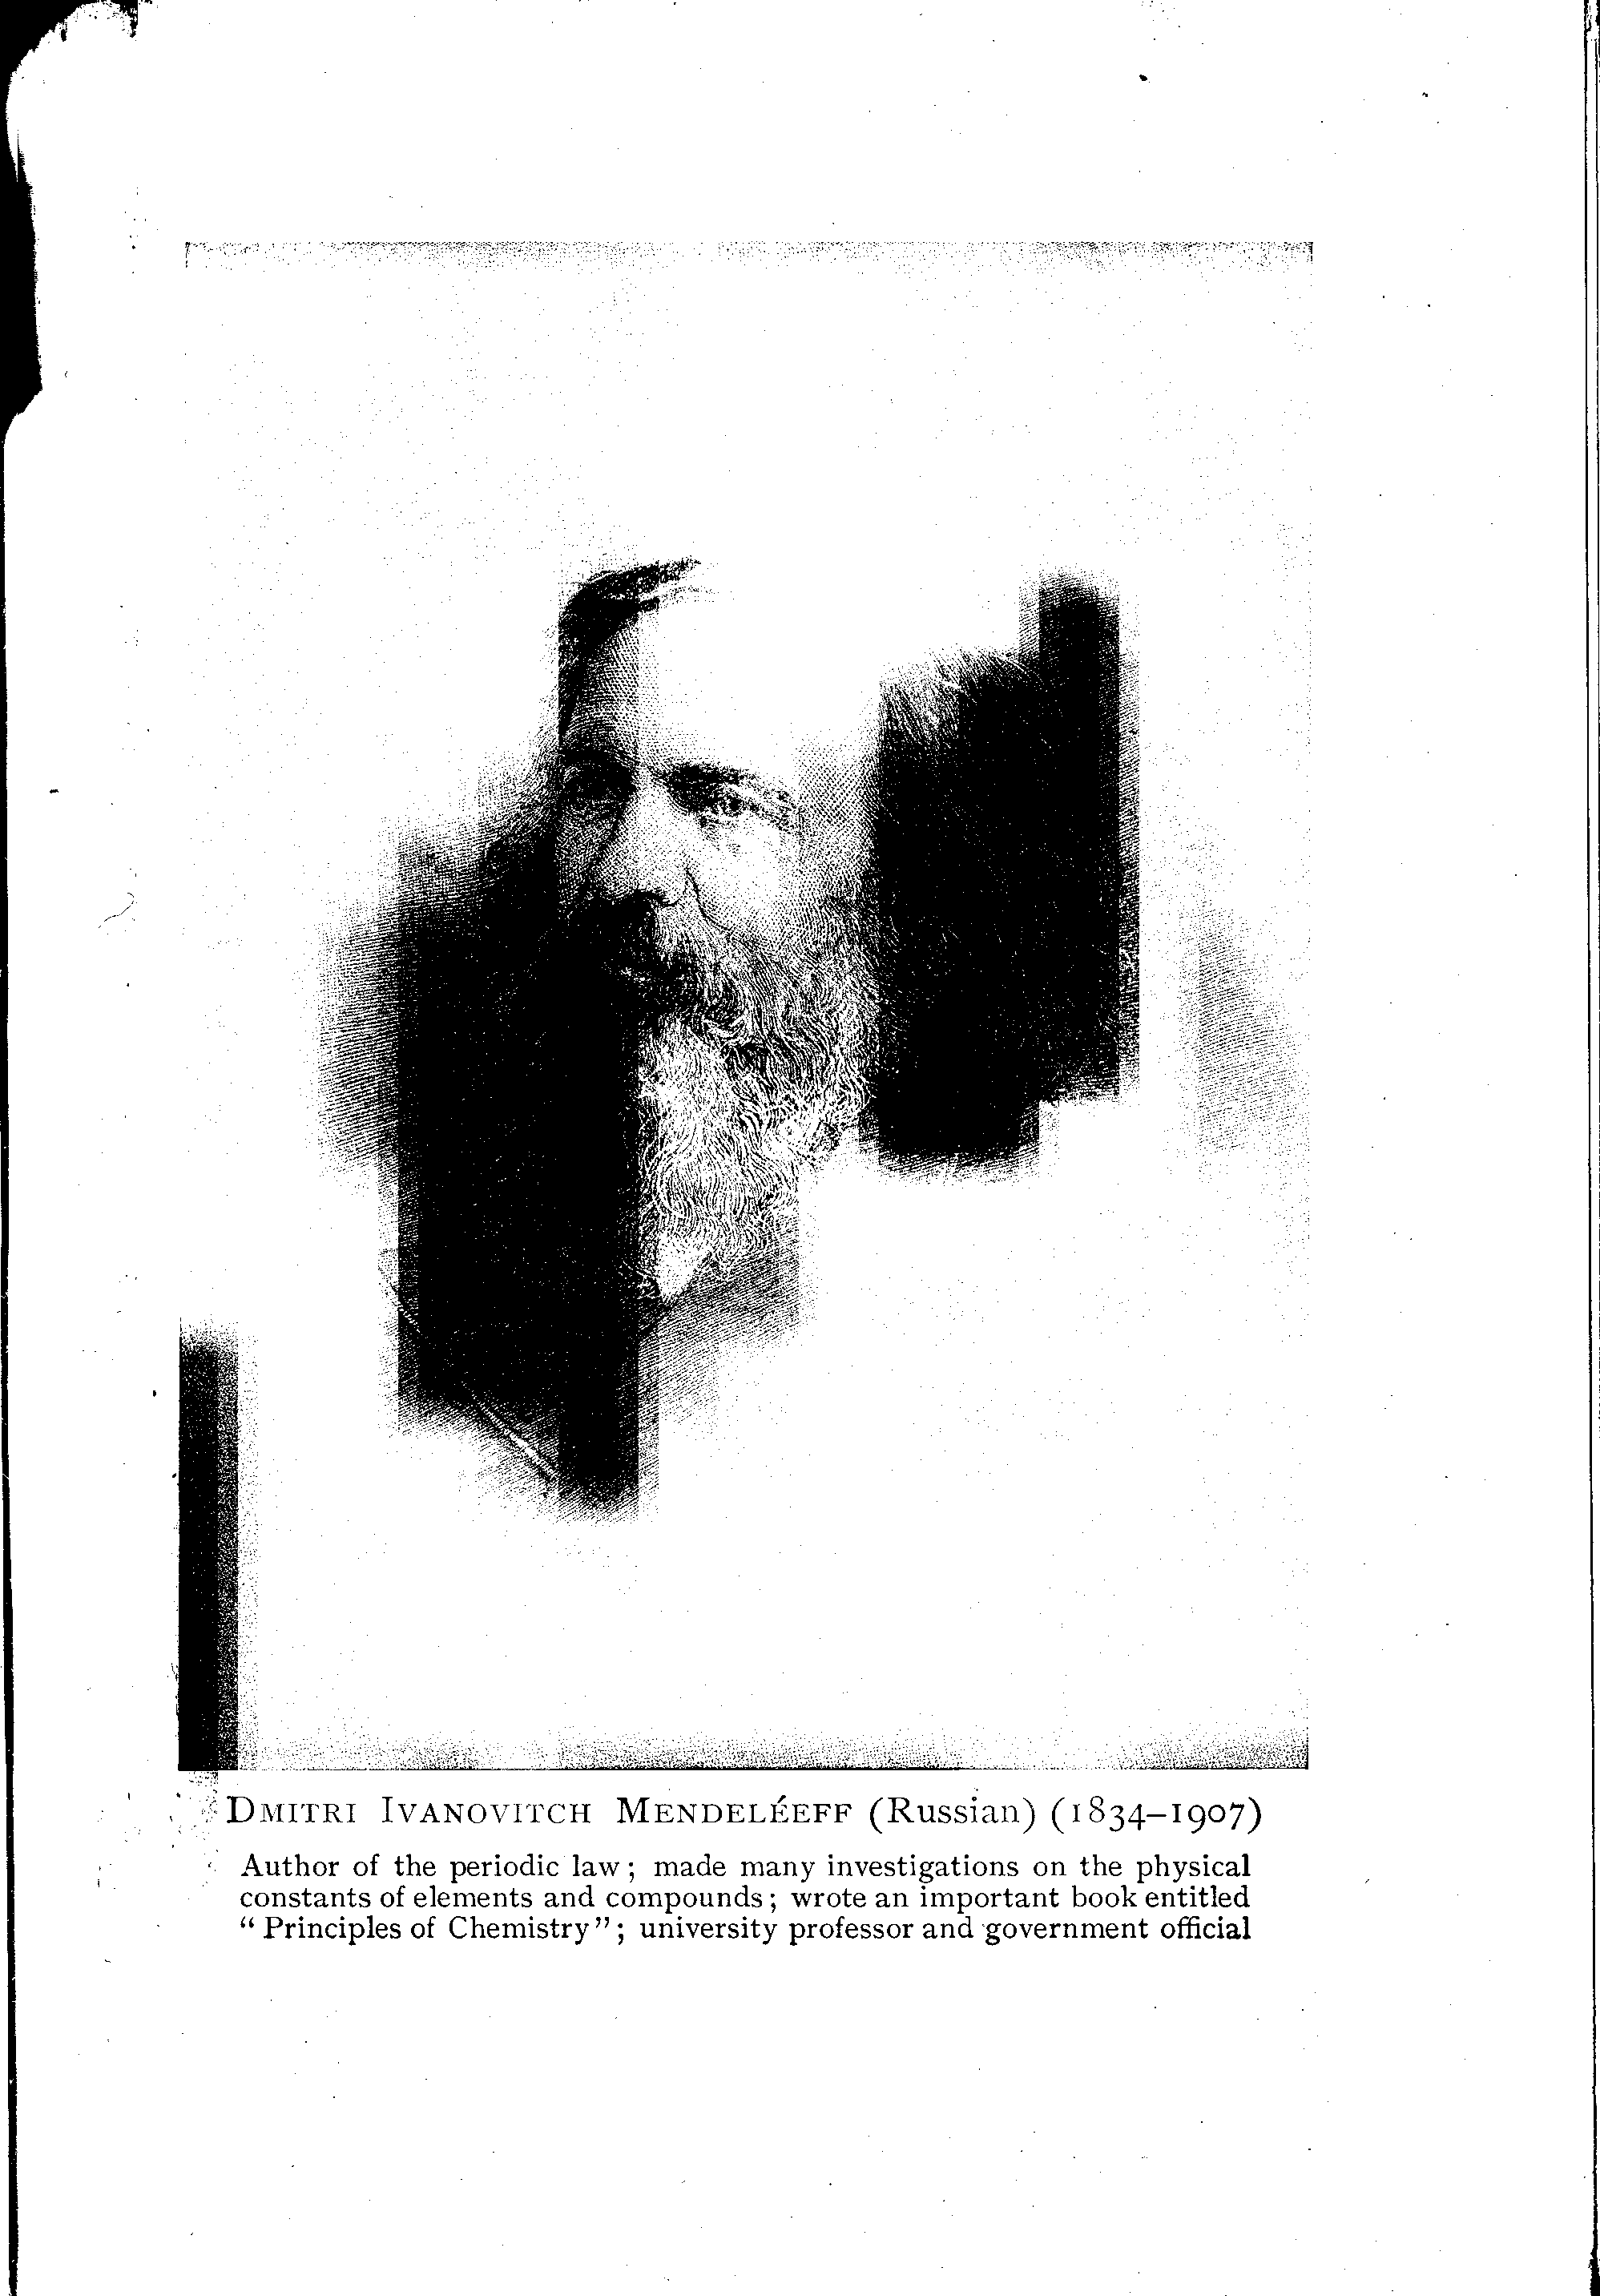 DMITRI IVANOVITCH MENDELÉEFF (Russian) (1834–1907)
Author of the periodic law; made many investigations on the physical
constants of elements and compounds; wrote an important book entitled
“Principles of Chemistry”; university professor and government official